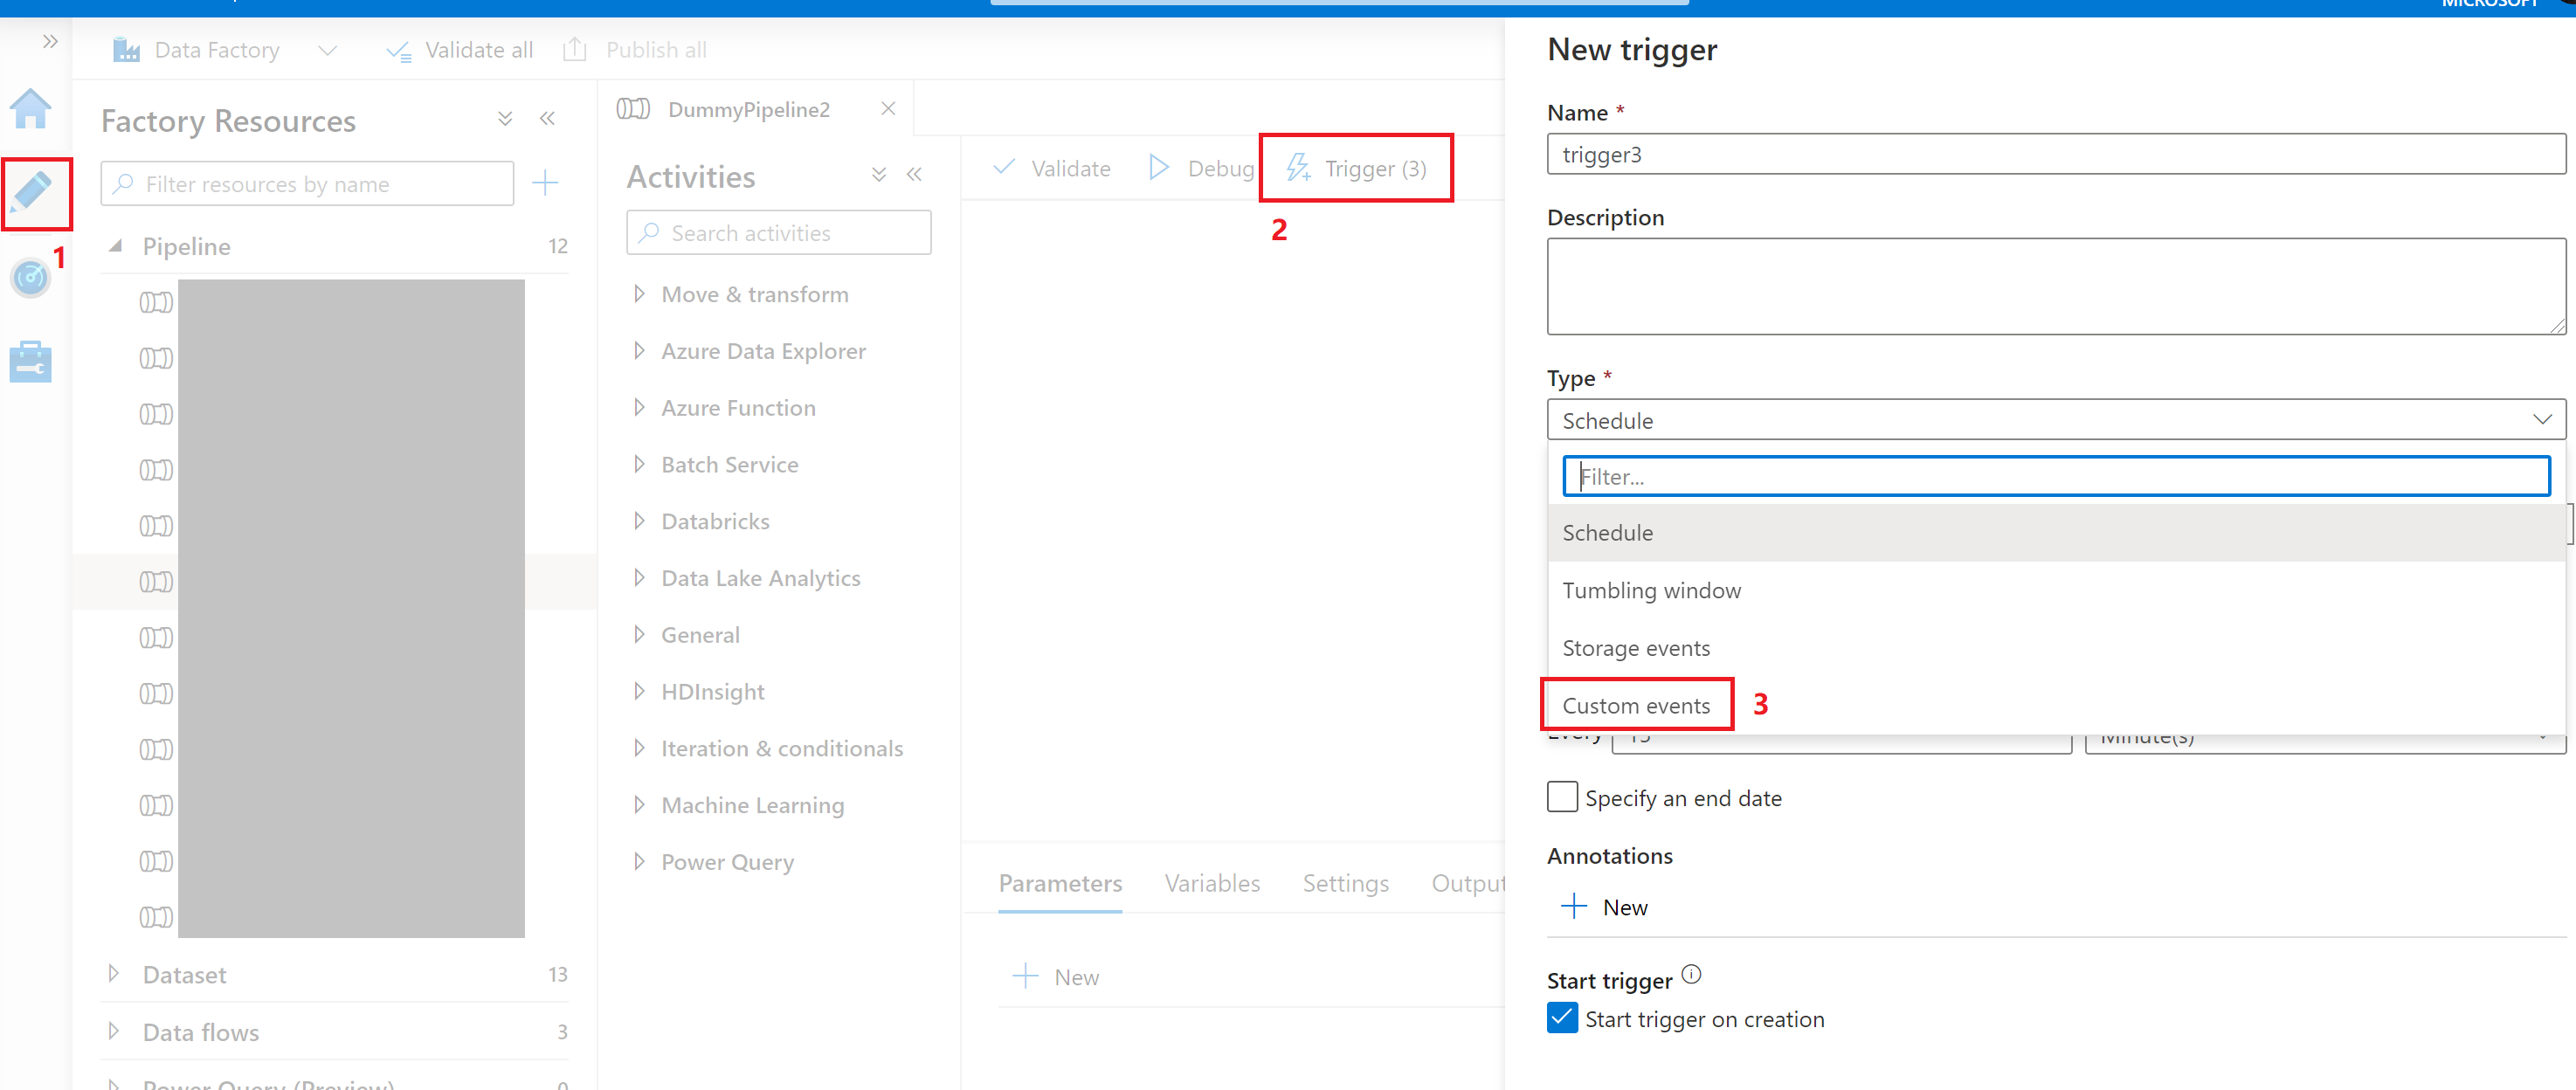 MICROSOFT
Data Factory
Validate all
Publish all
Factory Resources
Filter resources by name
Pipeline 12
Dataset 13
Data flows 3
Power Query (Preview) 0
1
DummyPipeline2
Activities
Search activities
Move & transform
Azure Data Explorer
Azure Function
Batch Service
Databricks
Data Lake Analytics
General
HDInsight
Iteration & conditionals
Machine Learning
Power Query
Validate Debug Trigger (3)
2
Parameters Variables Settings Output
New
New trigger
Name *
trigger3
Description
Type *
Schedule
Filter...
Schedule
Tumbling window
Storage events
Custom events 3
Every 15 Minute(s)
Specify an end date
Annotations
New
Start trigger
Start trigger on creation